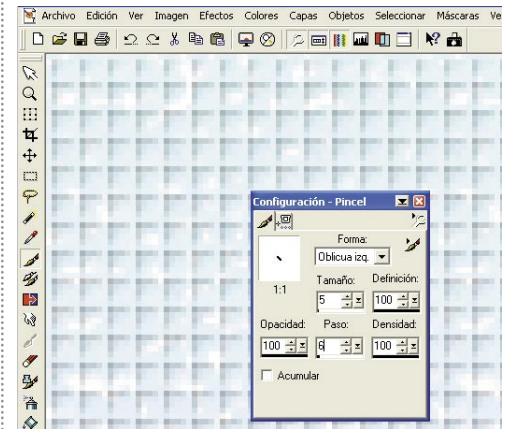 Archivo Edición Ver Imagen Efectos Colores Capas Objetos Seleccionar Máscaras Ve
Configuración - Pincel
Forma:
Oblicua izq.
1:1
Tamaño: Definición:
5 100
Opacidad: Paso: Densidad:
100 6 100
Acumular